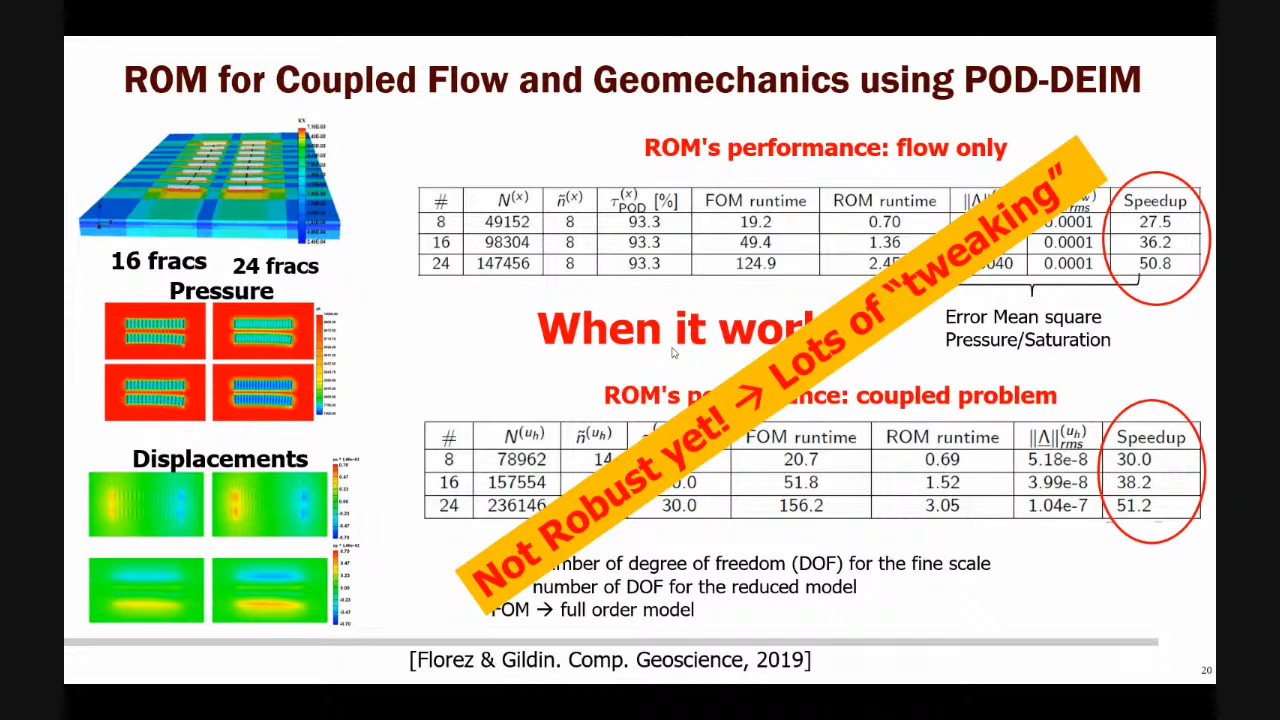 ROM for Coupled Flow and Geomechanics using POD-DEIM
16 fracs 24 fracs
Pressure
Displacements
ROM's performance: flow only
# N^(x) ñ^(x) τ_POD^(x) [%] FOM runtime ROM runtime Speedup
8 49152 8 93.3 19.2 0.70 0.0001 27.5
16 98304 8 93.3 49.4 1.36 0.0001 36.2
24 147456 8 93.3 124.9 0.0001 50.8
Error Mean square
Pressure/Saturation
When it
Not Robust yet! → Lots of “tweaking”
ROM's performance: coupled problem
# N^(u_h) ñ^(u_h) FOM runtime ROM runtime ||Λ||_rms^(u_h) Speedup
8 78962 14 20.7 0.69 5.18e-8 30.0
16 157554 51.8 1.52 3.99e-8 38.2
24 236146 30.0 156.2 3.05 1.04e-7 51.2
number of degree of freedom (DOF) for the fine scale
number of DOF for the reduced model
FOM → full order model
[Florez & Gildin. Comp. Geoscience, 2019]
20